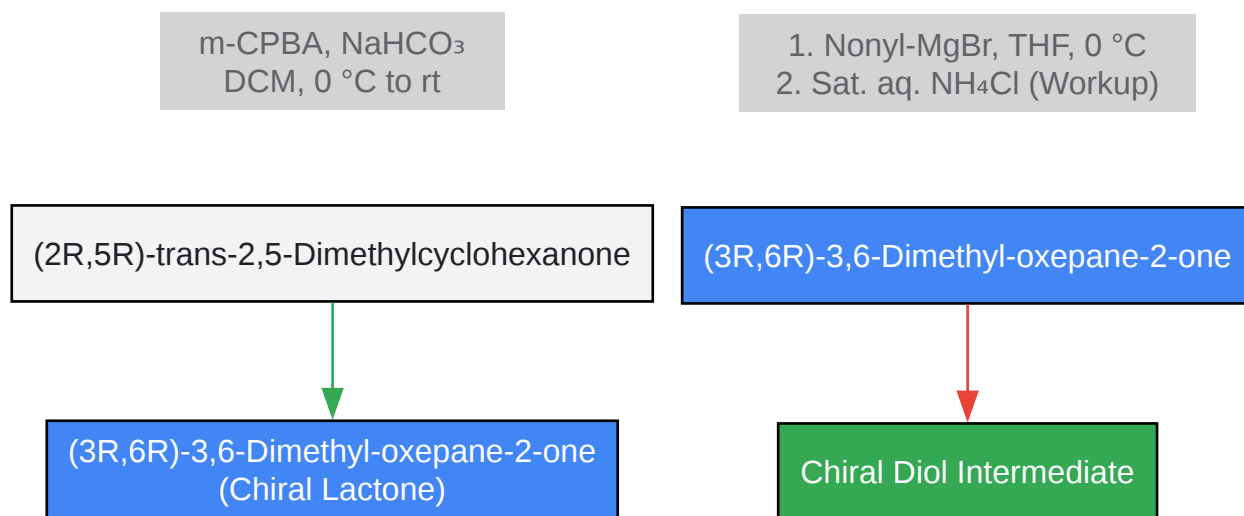 m-CPBA, NaHCO₃
DCM, 0 °C to rt
1. Nonyl-MgBr, THF, 0 °C
2. Sat. aq. NH₄Cl (Workup)
(2R,5R)-trans-2,5-Dimethylcyclohexanone
(3R,6R)-3,6-Dimethyl-oxepane-2-one
(3R,6R)-3,6-Dimethyl-oxepane-2-one
(Chiral Lactone)
Chiral Diol Intermediate